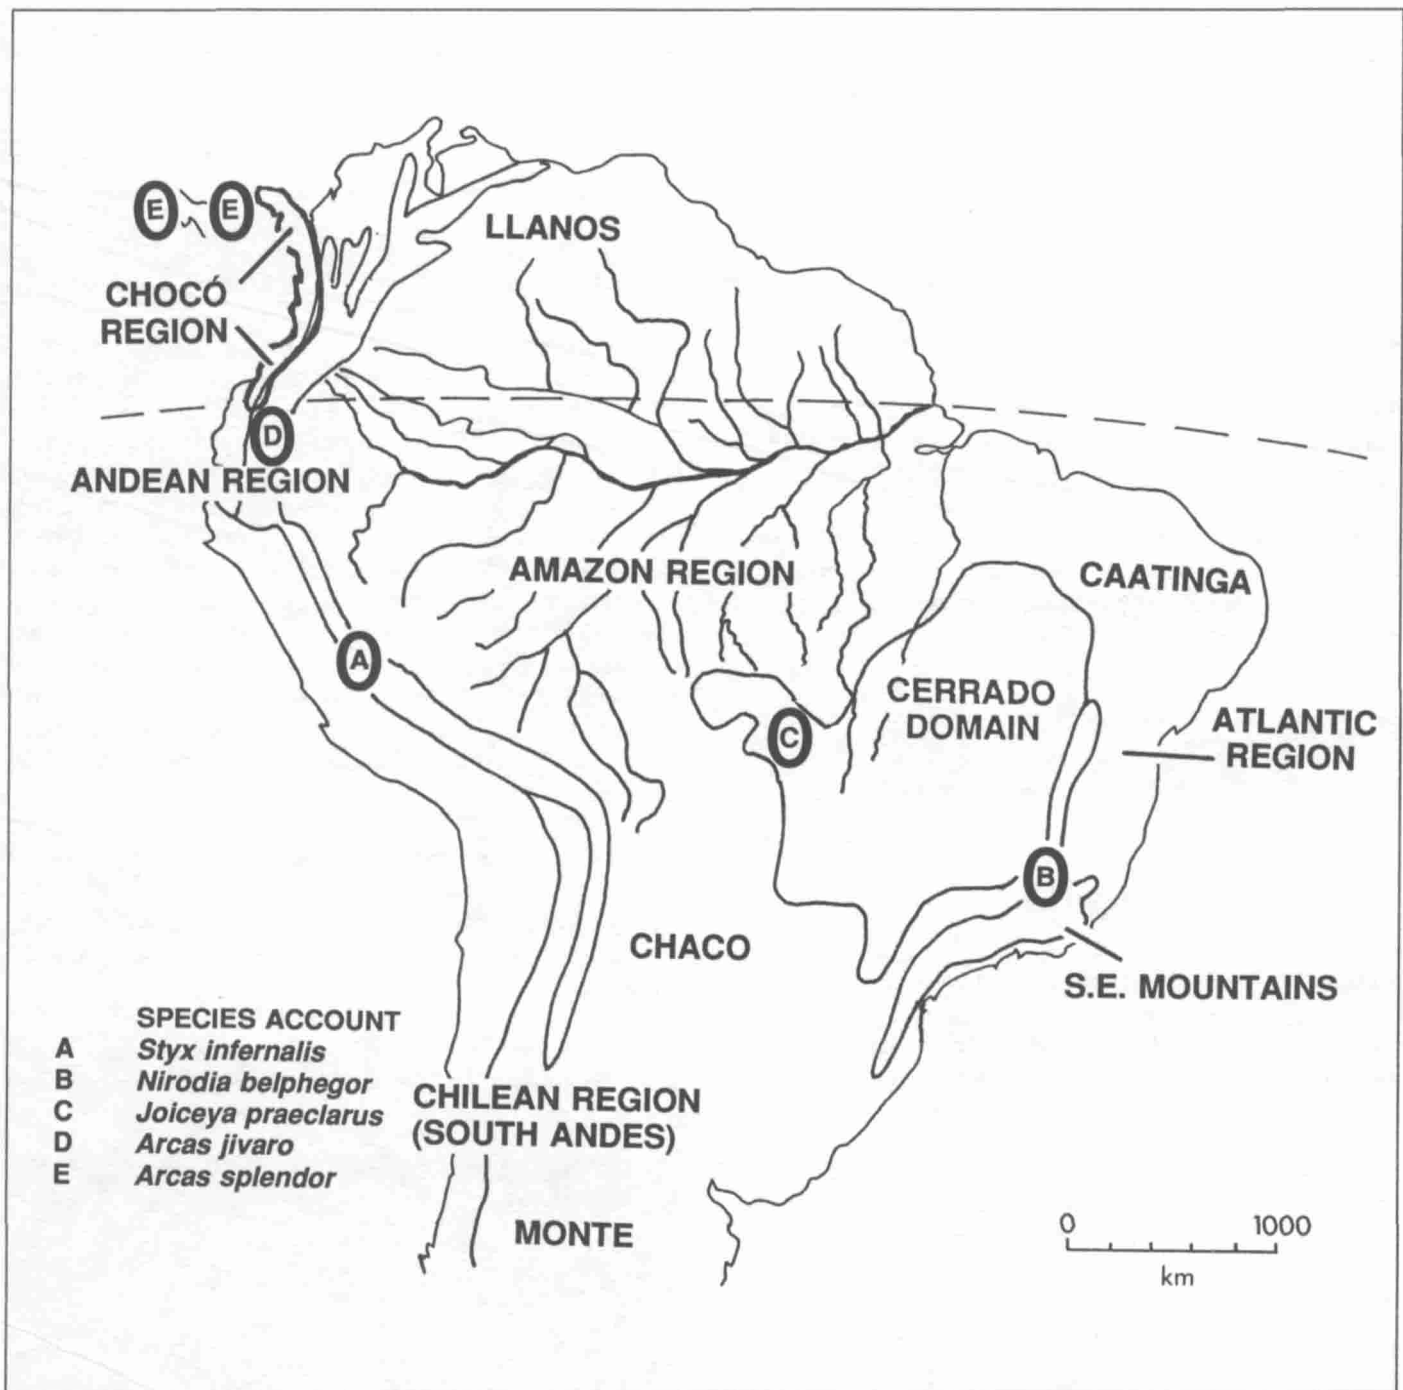 LLANOS
E
E
CHOCÓ
REGION
D
ANDEAN REGION
AMAZON REGION
CAATINGA
A
CERRADO
DOMAIN
C
ATLANTIC
REGION
B
CHACO
S.E. MOUNTAINS
SPECIES ACCOUNT
A Styx infernalis
B Nirodia belphegor
C Joiceya praeclarus
D Arcas jivaro
E Arcas splendor
CHILEAN REGION
(SOUTH ANDES)
MONTE
0 1000
km